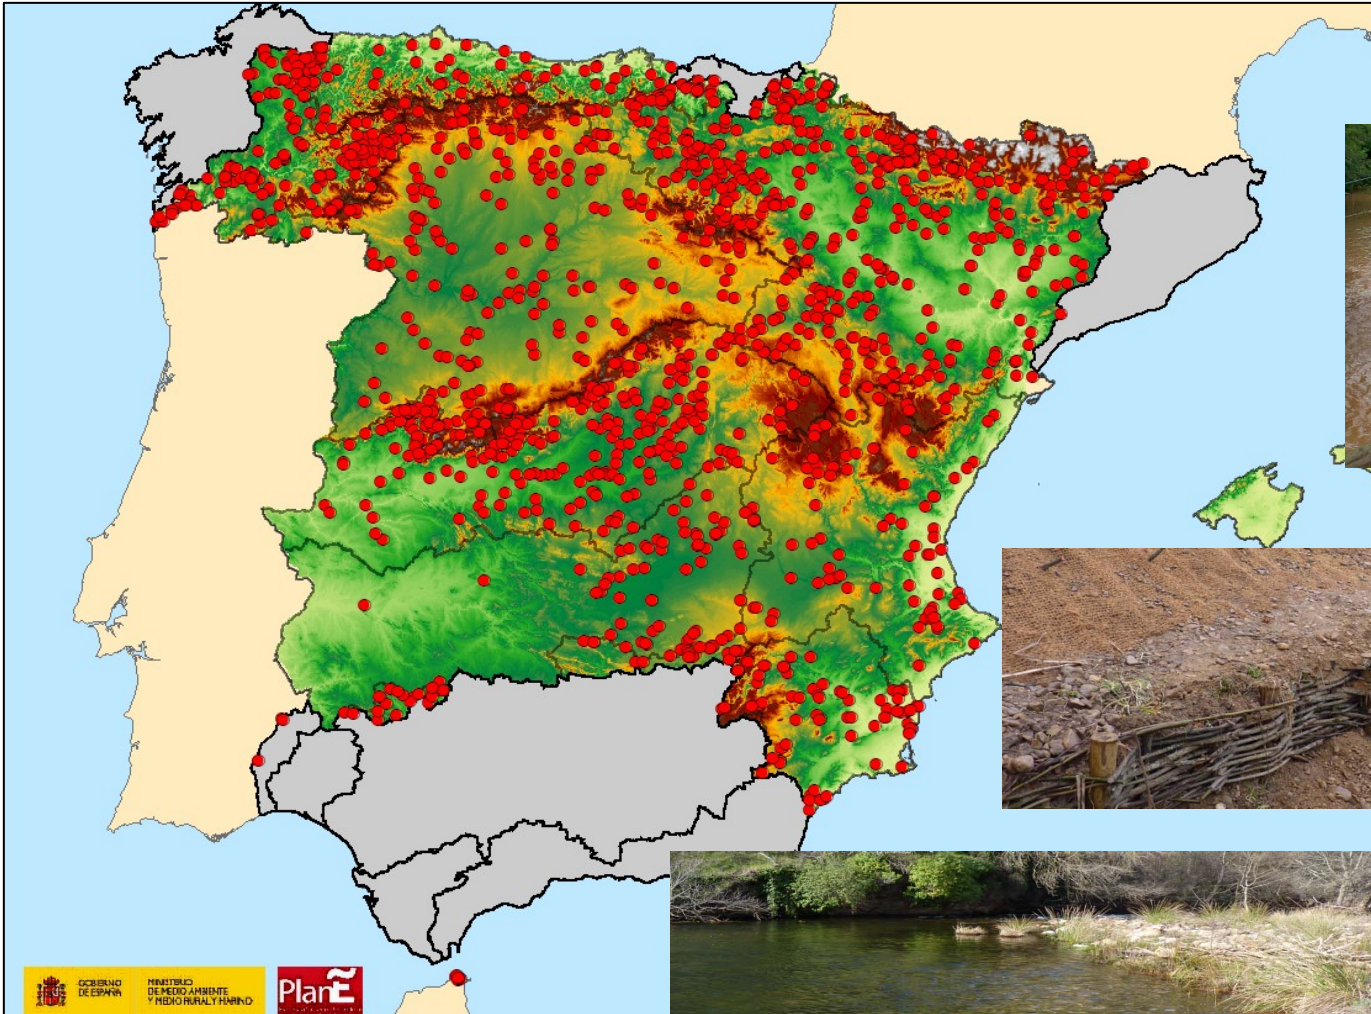 GOBIERNO
DE ESPAÑA
MINISTERIO
DE MEDIO AMBIENTE
Y MEDIO RURAL Y MARINO
PlanE